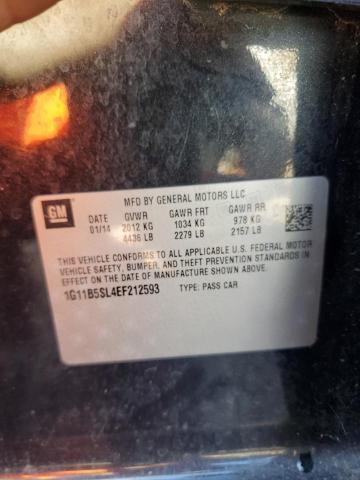 MFD BY GENERAL MOTORS LLC
GM
DATE GVWR GAWR FRT GAWR RR
01/14 2012 KG 1034 KG 978 KG
4436 LB 2279 LB 2157 LB
THIS VEHICLE CONFORMS TO ALL APPLICABLE U.S. FEDERAL MOTOR
VEHICLE SAFETY, BUMPER, AND THEFT PREVENTION STANDARDS IN
EFFECT ON THE DATE OF MANUFACTURE SHOWN ABOVE.
1G11B5SL4EF212593 TYPE: PASS CAR